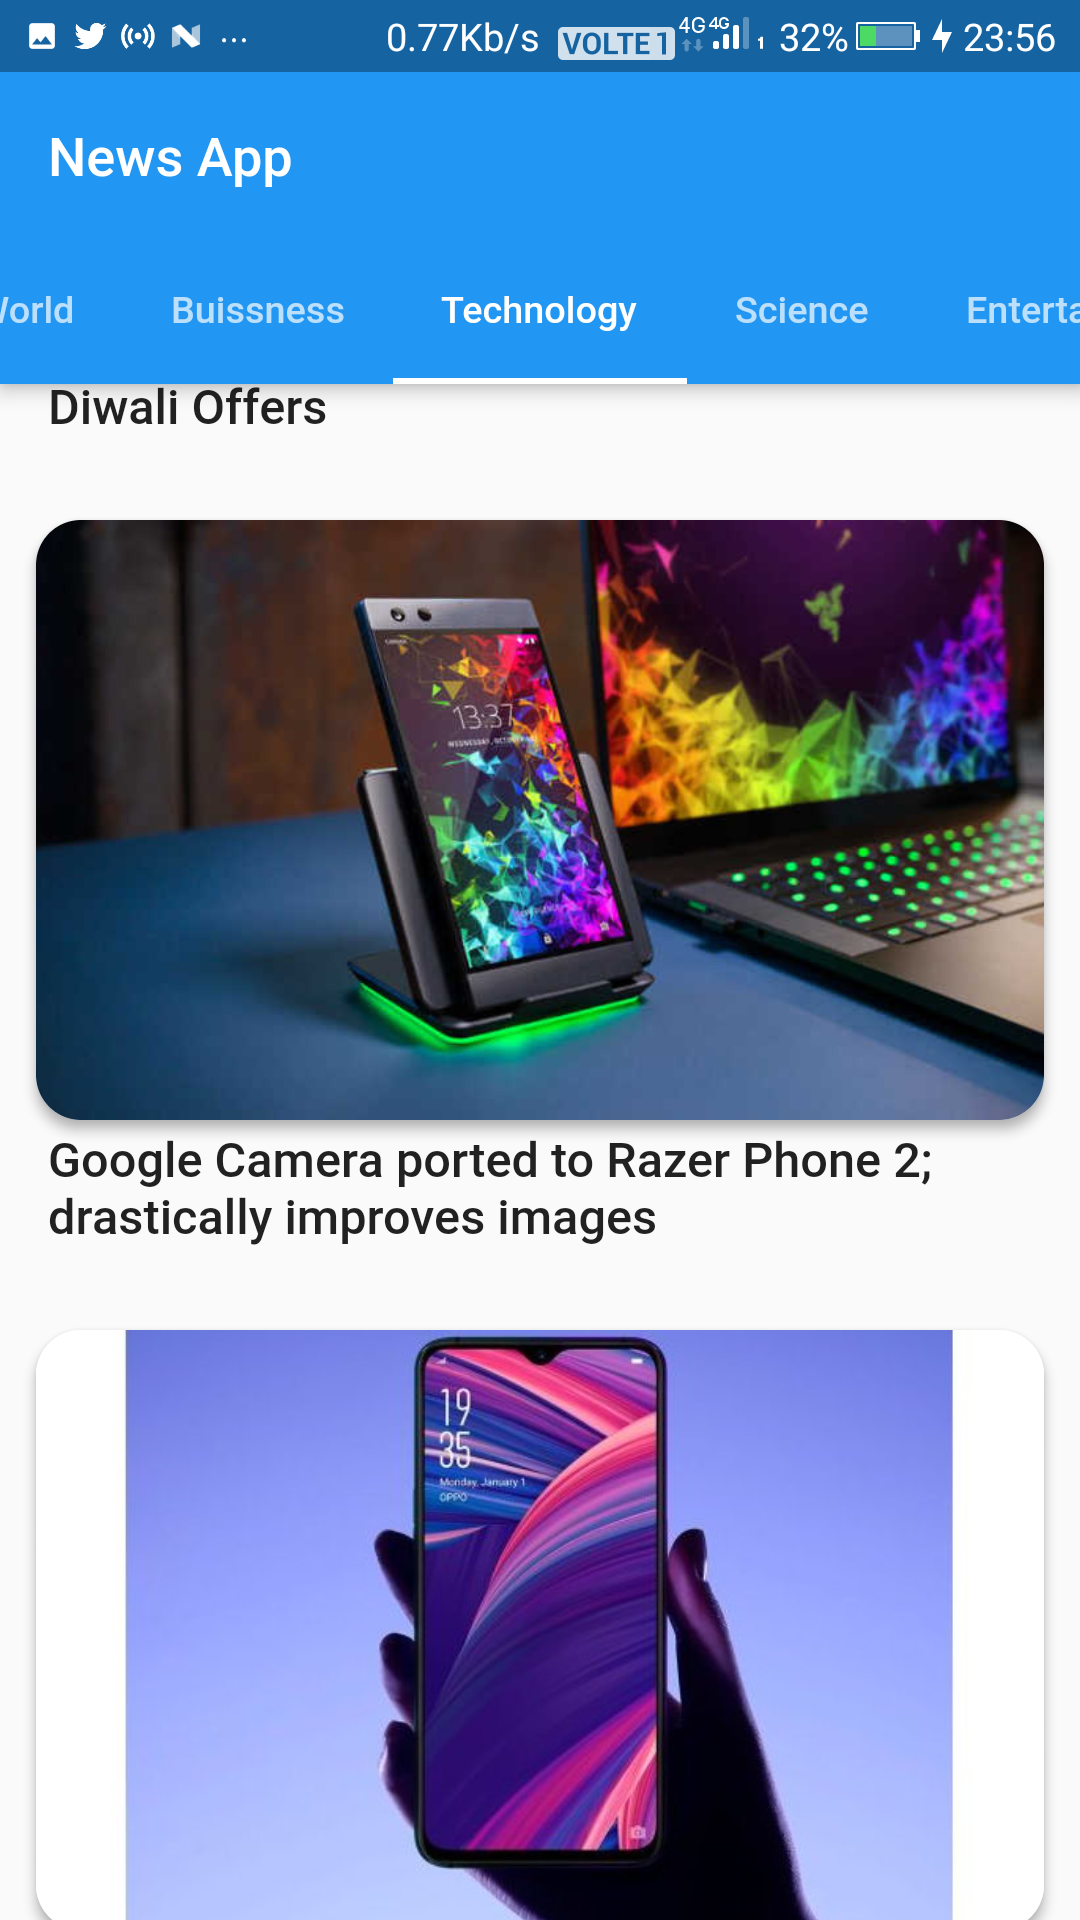 0.77Kb/s VOLTE 1 4G 4G 1 32% 23:56
News App
orld Buissness Technology Science Enterta
Diwali Offers
13:37
Google Camera ported to Razer Phone 2;
drastically improves images
19
35
Monday, January 1
OPPO